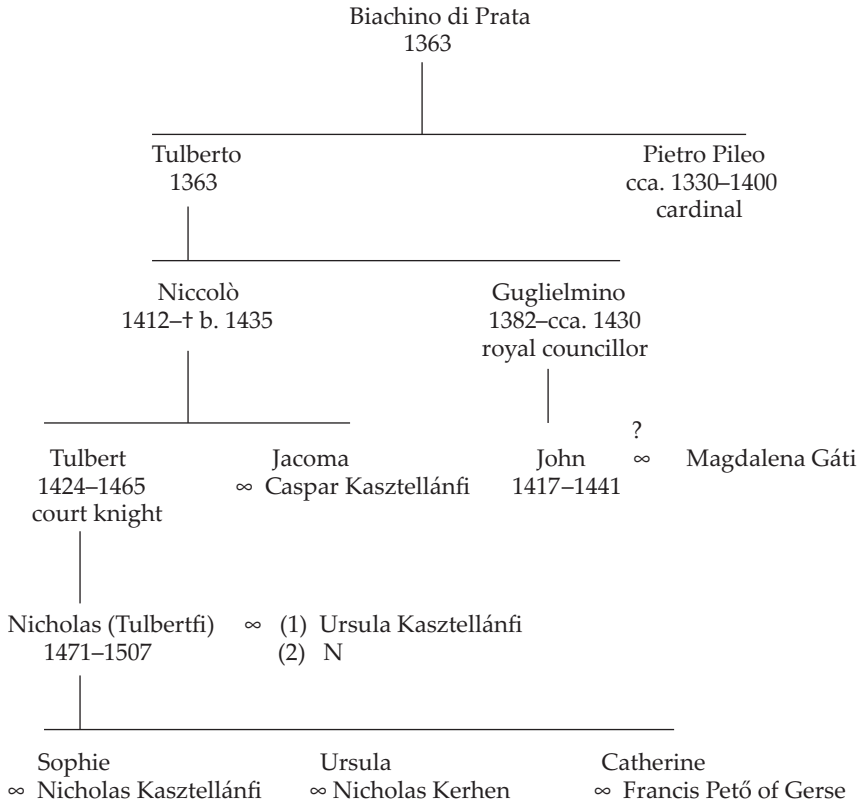 Biachino di Prata
1363
Tulberto
1363
Pietro Pileo
cca. 1330–1400
cardinal
Niccolò
1412–† b. 1435
Guglielmino
1382–cca. 1430
royal councillor
Tulbert
1424–1465
court knight
Jacoma
∞ Caspar Kasztellánfi
John
1417–1441
?
∞ Magdalena Gáti
Nicholas (Tulbertfi) ∞ (1) Ursula Kasztellánfi
1471–1507 (2) N
Sophie
∞ Nicholas Kasztellánfi
Ursula
∞ Nicholas Kerhen
Catherine
∞ Francis Pető of Gerse